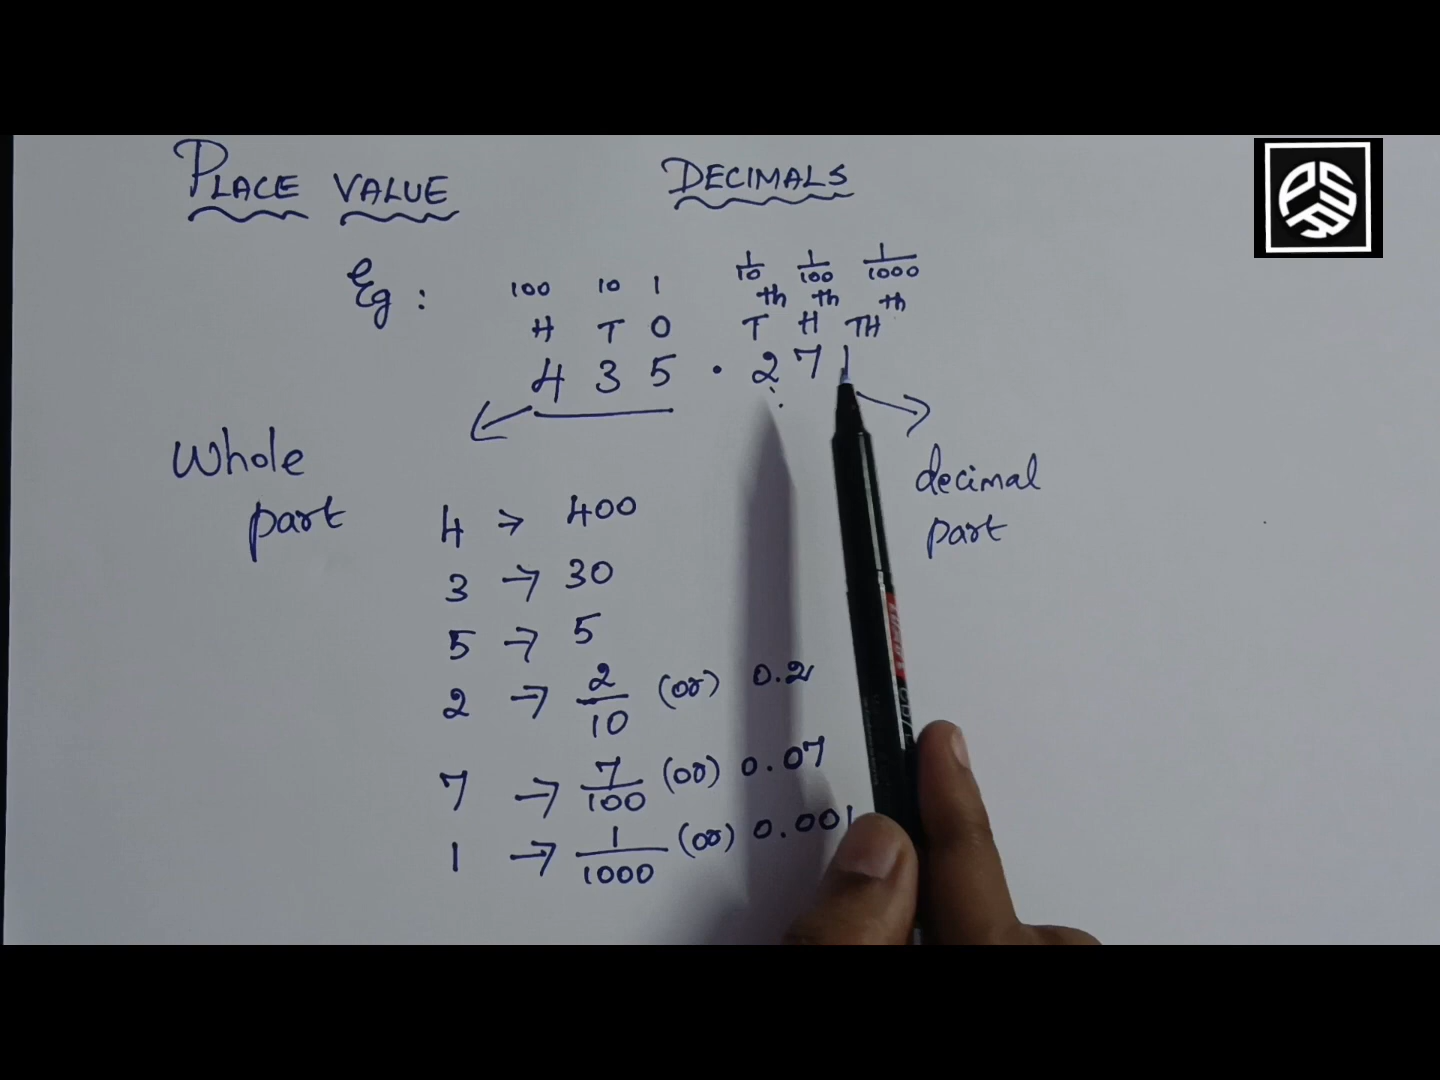 PLACE VALUE DECIMALS
Eg : 100 10 1 1/10 1/100 1/1000
th th th
H T O T H TH
4 3 5 . 2 7 1
Whole part
decimal part
4 → 400
3 → 30
5 → 5
2 → 2/10 (or) 0.2
7 → 7/100 (or) 0.07
1 → 1/1000 (or) 0.001